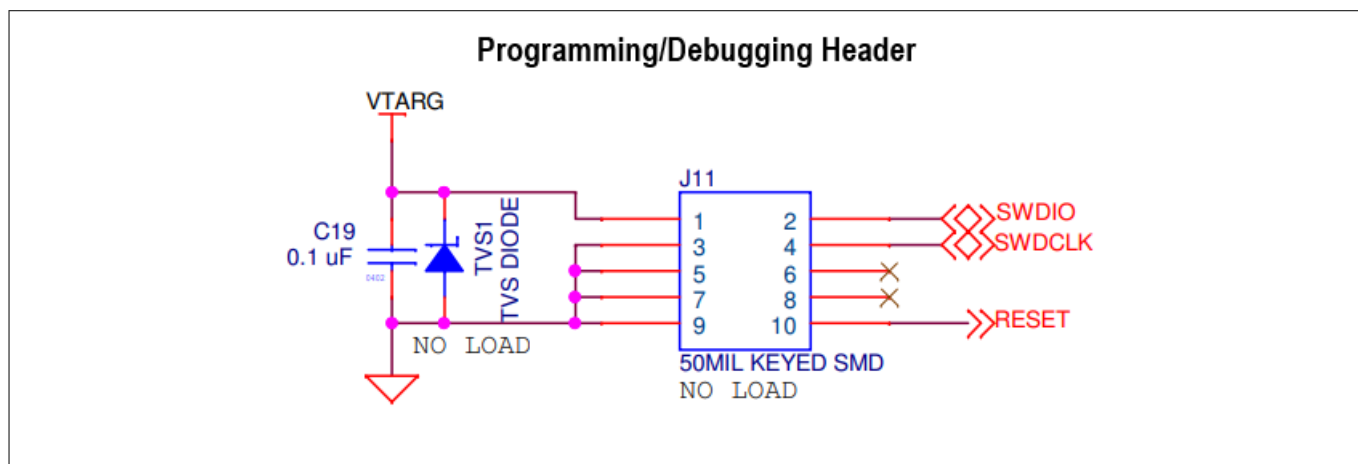 Programming/Debugging Header
VTARG
J11
C19
0.1 uF
0402
TVS1
TVS DIODE
NO LOAD
1 2
3 4
5 6
7 8
9 10
SWDIO
SWDCLK
RESET
50MIL KEYED SMD
NO LOAD